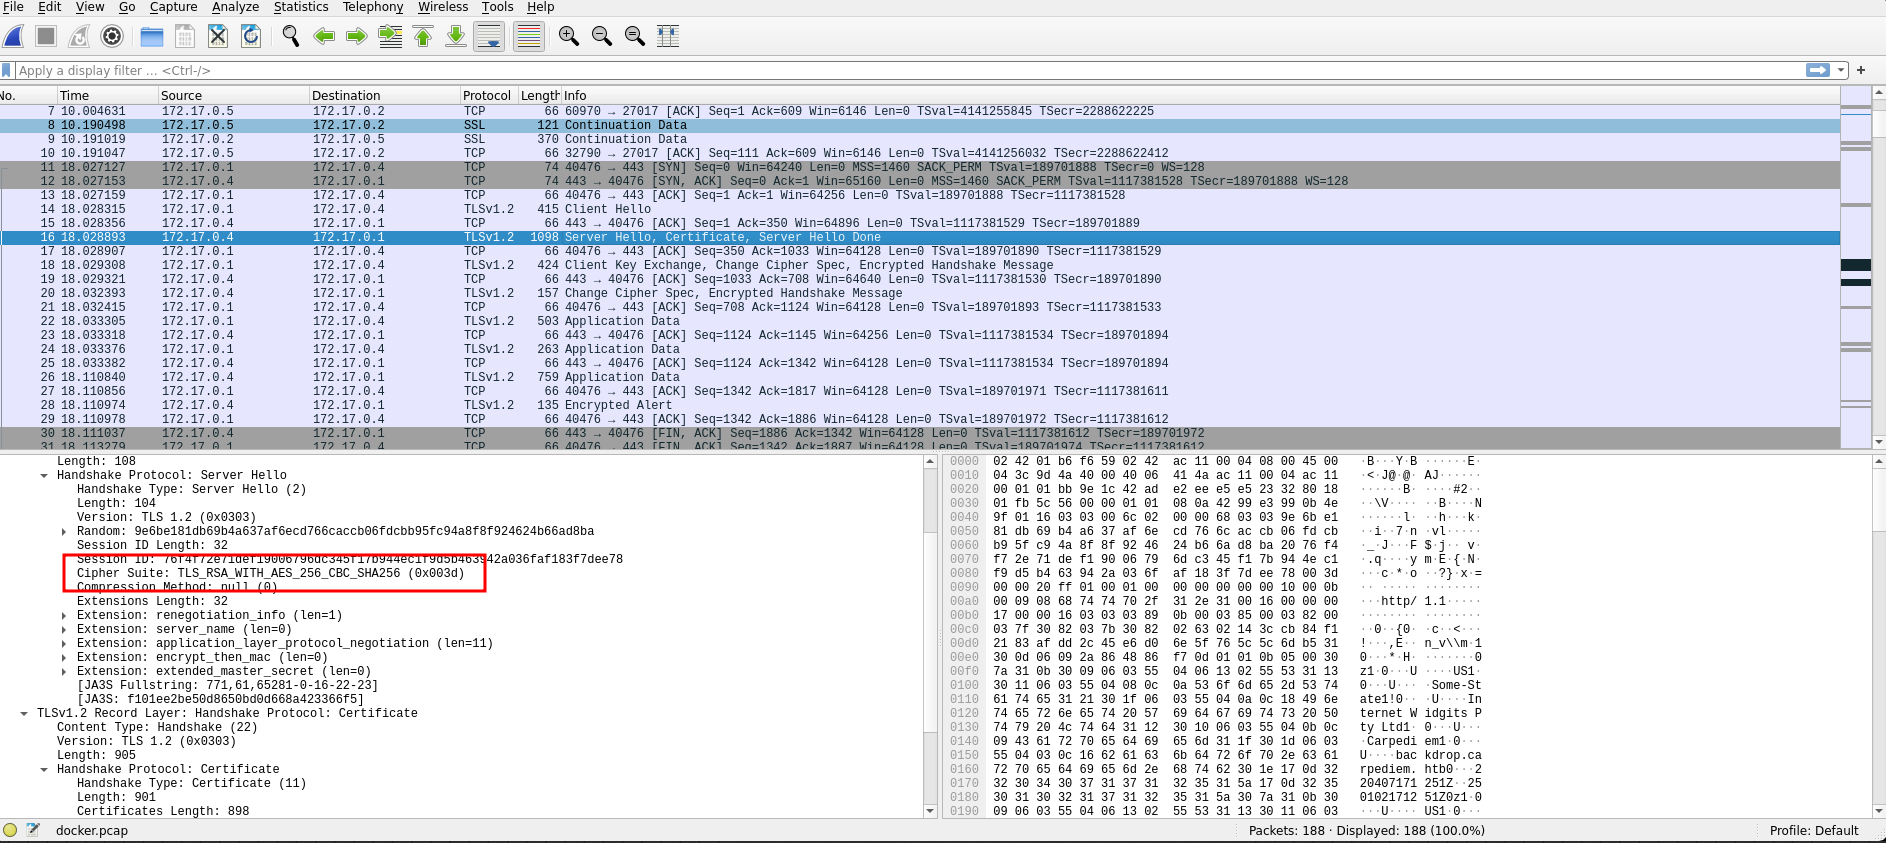 File Edit View Go Capture Analyze Statistics Telephony Wireless Tools Help
Apply a display filter ... <Ctrl-/>
No. Time Source Destination Protocol Length Info
7 10.004631 172.17.0.5 172.17.0.2 TCP 66 60970 → 27017 [ACK] Seq=1 Ack=609 Win=6146 Len=0 TSval=4141255845 TSecr=2288622225
8 10.190498 172.17.0.5 172.17.0.2 SSL 121 Continuation Data
9 10.191019 172.17.0.2 172.17.0.5 SSL 370 Continuation Data
10 10.191047 172.17.0.5 172.17.0.2 TCP 66 32790 → 27017 [ACK] Seq=111 Ack=609 Win=6146 Len=0 TSval=4141256032 TSecr=2288622412
11 18.027127 172.17.0.1 172.17.0.4 TCP 74 40476 → 443 [SYN] Seq=0 Win=64240 Len=0 MSS=1460 SACK_PERM TSval=189701888 TSecr=0 WS=128
12 18.027153 172.17.0.4 172.17.0.1 TCP 74 443 → 40476 [SYN, ACK] Seq=0 Ack=1 Win=65160 Len=0 MSS=1460 SACK_PERM TSval=1117381528 TSecr=189701888 WS=128
13 18.027159 172.17.0.1 172.17.0.4 TCP 66 40476 → 443 [ACK] Seq=1 Ack=1 Win=64256 Len=0 TSval=189701888 TSecr=1117381528
14 18.028315 172.17.0.1 172.17.0.4 TLSv1.2 415 Client Hello
15 18.028356 172.17.0.4 172.17.0.1 TCP 66 443 → 40476 [ACK] Seq=1 Ack=350 Win=64896 Len=0 TSval=1117381529 TSecr=189701889
16 18.028893 172.17.0.4 172.17.0.1 TLSv1.2 1098 Server Hello, Certificate, Server Hello Done
17 18.028907 172.17.0.1 172.17.0.4 TCP 66 40476 → 443 [ACK] Seq=350 Ack=1033 Win=64128 Len=0 TSval=189701890 TSecr=1117381529
18 18.029308 172.17.0.1 172.17.0.4 TLSv1.2 424 Client Key Exchange, Change Cipher Spec, Encrypted Handshake Message
19 18.029321 172.17.0.4 172.17.0.1 TCP 66 443 → 40476 [ACK] Seq=1033 Ack=708 Win=64640 Len=0 TSval=1117381530 TSecr=189701890
20 18.032393 172.17.0.4 172.17.0.1 TLSv1.2 157 Change Cipher Spec, Encrypted Handshake Message
21 18.032415 172.17.0.1 172.17.0.4 TCP 66 40476 → 443 [ACK] Seq=708 Ack=1124 Win=64128 Len=0 TSval=189701893 TSecr=1117381533
22 18.033305 172.17.0.1 172.17.0.4 TLSv1.2 503 Application Data
23 18.033318 172.17.0.4 172.17.0.1 TCP 66 443 → 40476 [ACK] Seq=1124 Ack=1145 Win=64256 Len=0 TSval=1117381534 TSecr=189701894
24 18.033376 172.17.0.1 172.17.0.4 TLSv1.2 263 Application Data
25 18.033382 172.17.0.4 172.17.0.1 TCP 66 443 → 40476 [ACK] Seq=1124 Ack=1342 Win=64128 Len=0 TSval=1117381534 TSecr=189701894
26 18.110840 172.17.0.4 172.17.0.1 TLSv1.2 759 Application Data
27 18.110856 172.17.0.1 172.17.0.4 TCP 66 40476 → 443 [ACK] Seq=1342 Ack=1817 Win=64128 Len=0 TSval=189701971 TSecr=1117381611
28 18.110974 172.17.0.4 172.17.0.1 TLSv1.2 135 Encrypted Alert
29 18.110978 172.17.0.1 172.17.0.4 TCP 66 40476 → 443 [ACK] Seq=1342 Ack=1886 Win=64128 Len=0 TSval=189701972 TSecr=1117381612
30 18.111037 172.17.0.4 172.17.0.1 TCP 66 443 → 40476 [FIN, ACK] Seq=1886 Ack=1342 Win=64128 Len=0 TSval=1117381612 TSecr=189701972
31 18.113279 172.17.0.1 172.17.0.4 TCP 66 40476 → 443 [FIN, ACK] Seq=1342 Ack=1887 Win=64128 Len=0 TSval=189701974 TSecr=1117381612
Length: 108
Handshake Protocol: Server Hello
Handshake Type: Server Hello (2)
Length: 104
Version: TLS 1.2 (0x0303)
Random: 9e6be181db69b4a637af6ecd766caccb06fdcbb95fc94a8f8f924624b66ad8ba
Session ID Length: 32
Session ID: 76f4f72e71def19006796dc345f17b944ec1f9d5b463942a036faf183f7dee78
Cipher Suite: TLS_RSA_WITH_AES_256_CBC_SHA256 (0x003d)
Compression Method: null (0)
Extensions Length: 32
Extension: renegotiation_info (len=1)
Extension: server_name (len=0)
Extension: application_layer_protocol_negotiation (len=11)
Extension: encrypt_then_mac (len=0)
Extension: extended_master_secret (len=0)
[JA3S Fullstring: 771,61,65281-0-16-22-23]
[JA3S: f101ee2be50d8650bd0d668a423366f5]
TLSv1.2 Record Layer: Handshake Protocol: Certificate
Content Type: Handshake (22)
Version: TLS 1.2 (0x0303)
Length: 905
Handshake Protocol: Certificate
Handshake Type: Certificate (11)
Length: 901
Certificates Length: 898
0000 02 42 01 b6 f6 59 02 42 ac 11 00 04 08 00 45 00 ·B···Y·B ······E·
0010 04 3c 9d 4a 40 00 40 06 41 4a ac 11 00 04 ac 11 ·<·J@·@· AJ······
0020 00 01 01 bb 9e 1c 42 ad e2 ee e5 e5 23 32 80 18 ······B· ····#2··
0030 01 fb 5c 56 00 00 01 01 08 0a 42 99 e3 99 0b 4e ··\V···· ··B····N
0040 9f 01 16 03 03 00 6c 02 00 00 68 03 03 9e 6b e1 ······l· ··h···k·
0050 81 db 69 b4 a6 37 af 6e cd 76 6c ac cb 06 fd cb ··i··7·n ·vl·····
0060 b9 5f c9 4a 8f 8f 92 46 24 b6 6a d8 ba 20 76 f4 ·_·J···F $·j·· v·
0070 f7 2e 71 de f1 90 06 79 6d c3 45 f1 7b 94 4e c1 ·.q····y m·E·{·N·
0080 f9 d5 b4 63 94 2a 03 6f af 18 3f 7d ee 78 00 3d ···c·*·o ··?}·x·=
0090 00 00 20 ff 01 00 01 00 00 00 00 00 00 10 00 0b ·· ····· ········
00a0 00 09 08 68 74 74 70 2f 31 2e 31 00 16 00 00 00 ···http/ 1.1·····
00b0 17 00 00 16 03 03 03 89 0b 00 03 85 00 03 82 00 ········ ········
00c0 03 7f 30 82 03 7b 30 82 02 63 02 14 3c cb 84 f1 ··0··{0· ·c··<···
00d0 21 83 af dd 2c 45 e6 d0 6e 5f 76 5c 5c 6d b5 31 !···,E·· n_v\\m·1
00e0 30 0d 06 09 2a 86 48 86 f7 0d 01 01 0b 05 00 30 0···*·H· ·······0
00f0 7a 31 0b 30 09 06 03 55 04 06 13 02 55 53 31 13 z1·0···U ····US1·
0100 30 11 06 03 55 04 08 0c 0a 53 6f 6d 65 2d 53 74 0···U··· ·Some-St
0110 61 74 65 31 21 30 1f 06 03 55 04 0a 0c 18 49 6e ate1!0·· ·U····In
0120 74 65 72 6e 65 74 20 57 69 64 67 69 74 73 20 50 ternet W idgits P
0130 74 79 20 4c 74 64 31 12 30 10 06 03 55 04 0b 0c ty Ltd1· 0···U···
0140 09 43 61 72 70 65 64 69 65 6d 31 1f 30 1d 06 03 ·Carpedi em1·0···
0150 55 04 03 0c 16 62 61 63 6b 64 72 6f 70 2e 63 61 U····bac kdrop.ca
0160 72 70 65 64 69 65 6d 2e 68 74 62 30 1e 17 0d 32 rpediem. htb0···2
0170 32 30 34 30 37 31 37 31 32 35 31 5a 17 0d 32 35 20407171 251Z··25
0180 30 31 30 32 31 37 31 32 35 31 5a 30 7a 31 0b 30 01021712 51Z0z1·0
0190 09 06 03 55 04 06 13 02 55 53 31 13 30 11 06 03 ···U···· US1·0···
docker.pcap
Packets: 188 · Displayed: 188 (100.0%)
Profile: Default